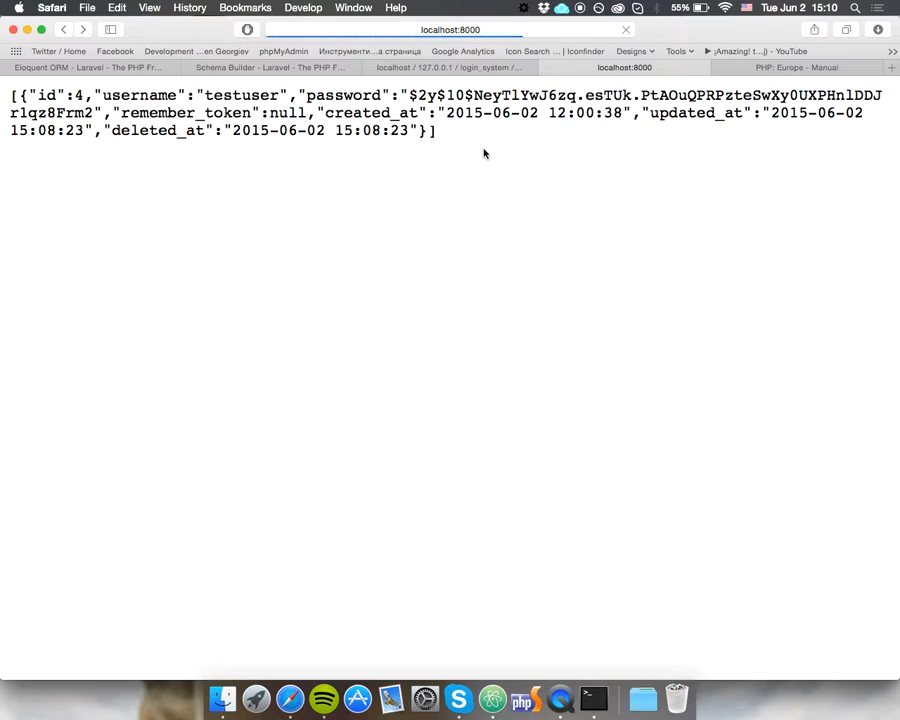 Safari File Edit View History Bookmarks Develop Window Help 55% Tue Jun 2 15:10
localhost:8000
Twitter / Home Facebook Development ...en Georgiev phpMyAdmin Инструменти...та страница Google Analytics Icon Search ... | Iconfinder Designs Tools ► ¡Amazing! t...j) - YouTube >>
Eloquent ORM - Laravel - The PHP Fr... Schema Builder - Laravel - The PHP F... localhost / 127.0.0.1 / login_system /... localhost:8000 PHP: Europe - Manual +
[{"id":4,"username":"testuser","password":"$2y$10$NeyTlYwJ6zq.esTUk.PtAOuQPRPzteSwXy0UXPHnlDDJ
r1qz8Frm2","remember_token":null,"created_at":"2015-06-02 12:00:38","updated_at":"2015-06-02
15:08:23","deleted_at":"2015-06-02 15:08:23"}]
php